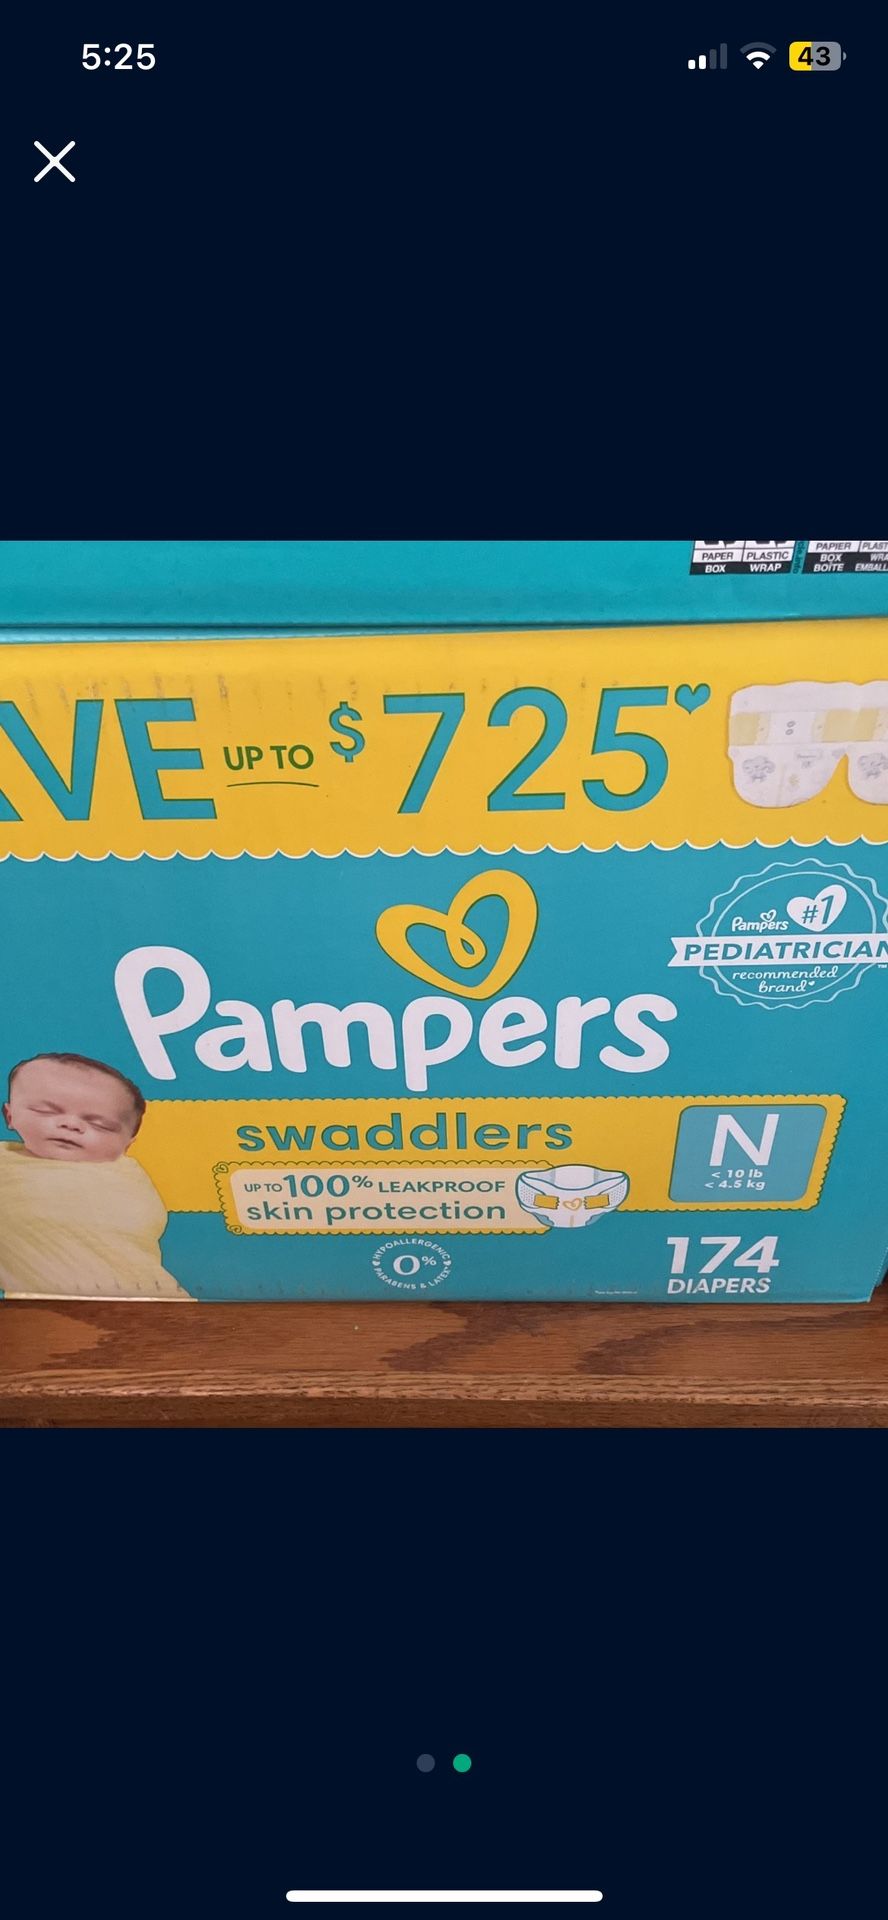 5:25
43
PAPER PLASTIC PAPIER
BOX WRAP BOX
BOÎTE
UP TO $725
Pampers #1
PEDIATRICIAN
recommended
brand
Pampers
swaddlers
N
< 10 lb
< 4.5 kg
UP TO 100% LEAKPROOF
skin protection
HYPOALLERGENIC
0%
PARABENS & LATEX
174
DIAPERS